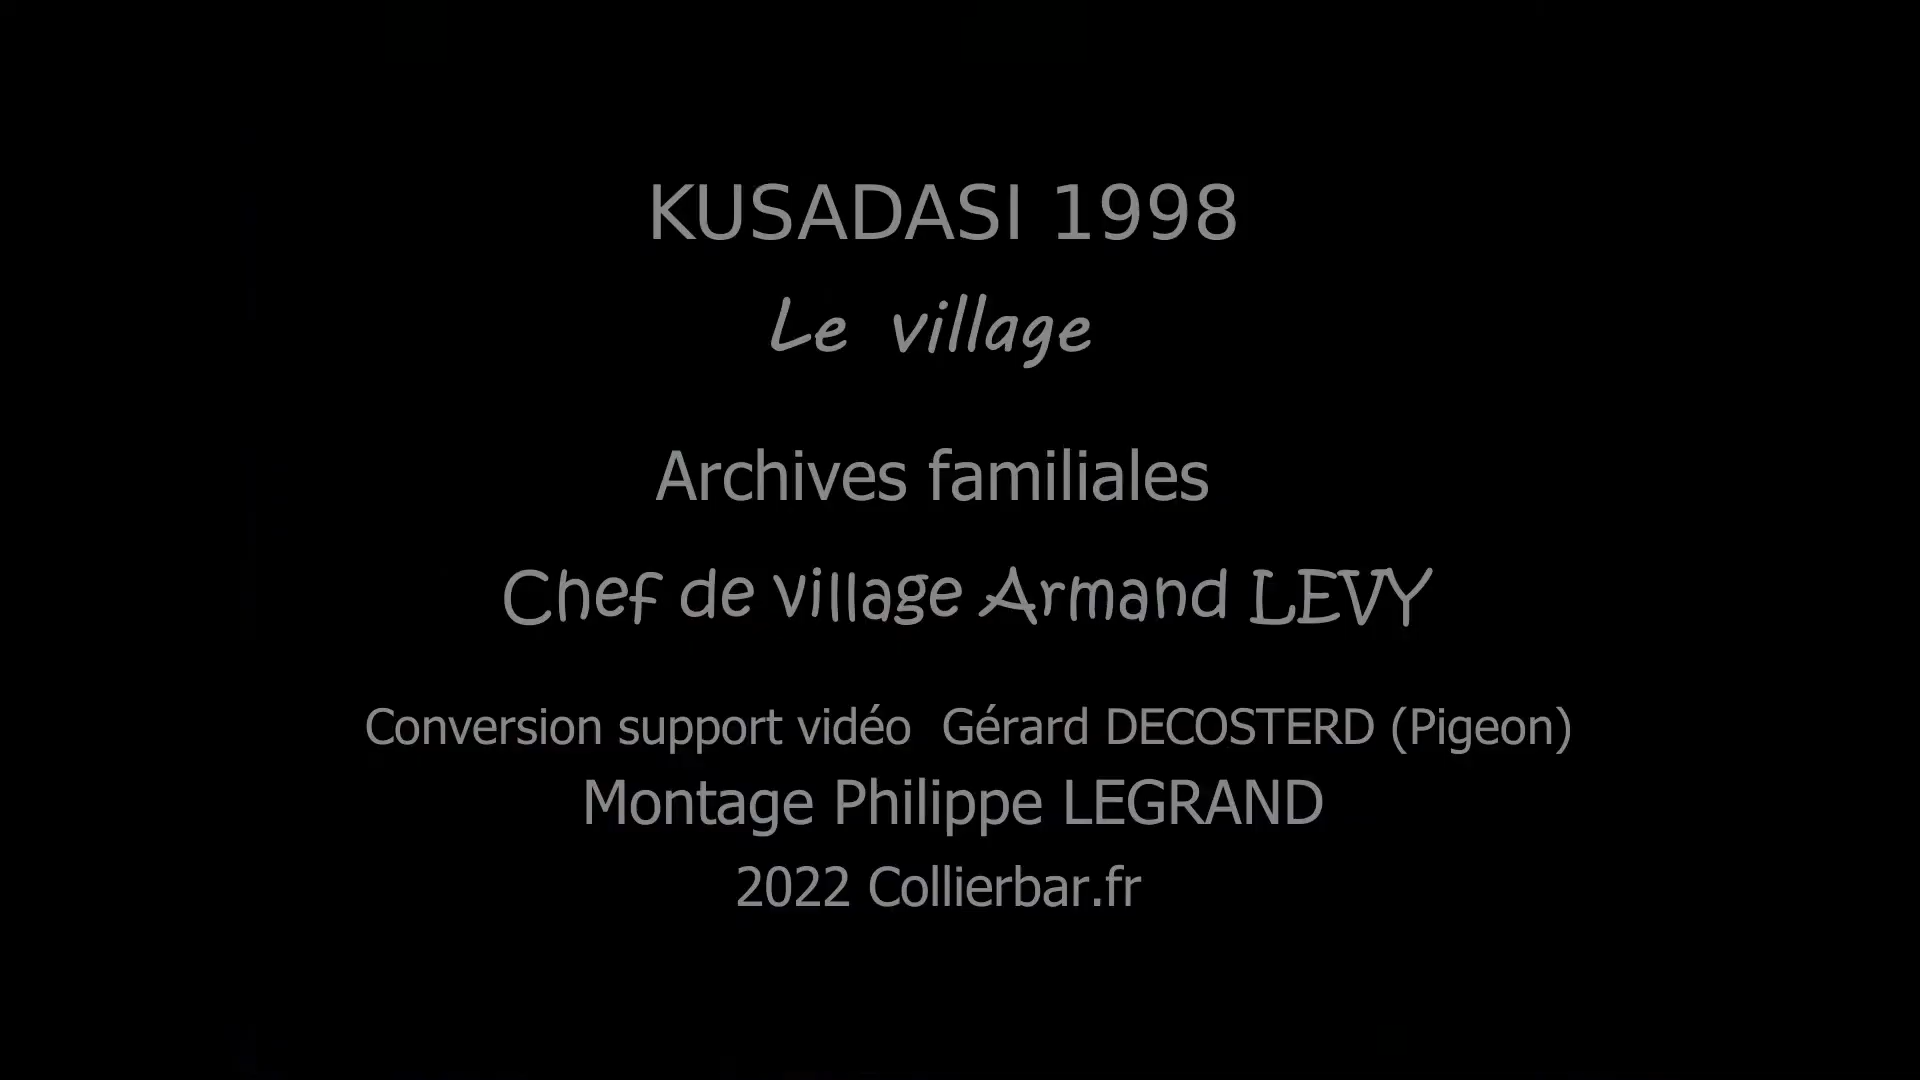 KUSADASI 1998
Le village
Archives familiales
Chef de village Armand LEVY
Conversion support vidéo Gérard DECOSTERD (Pigeon)
Montage Philippe LEGRAND
2022 Collierbar.fr